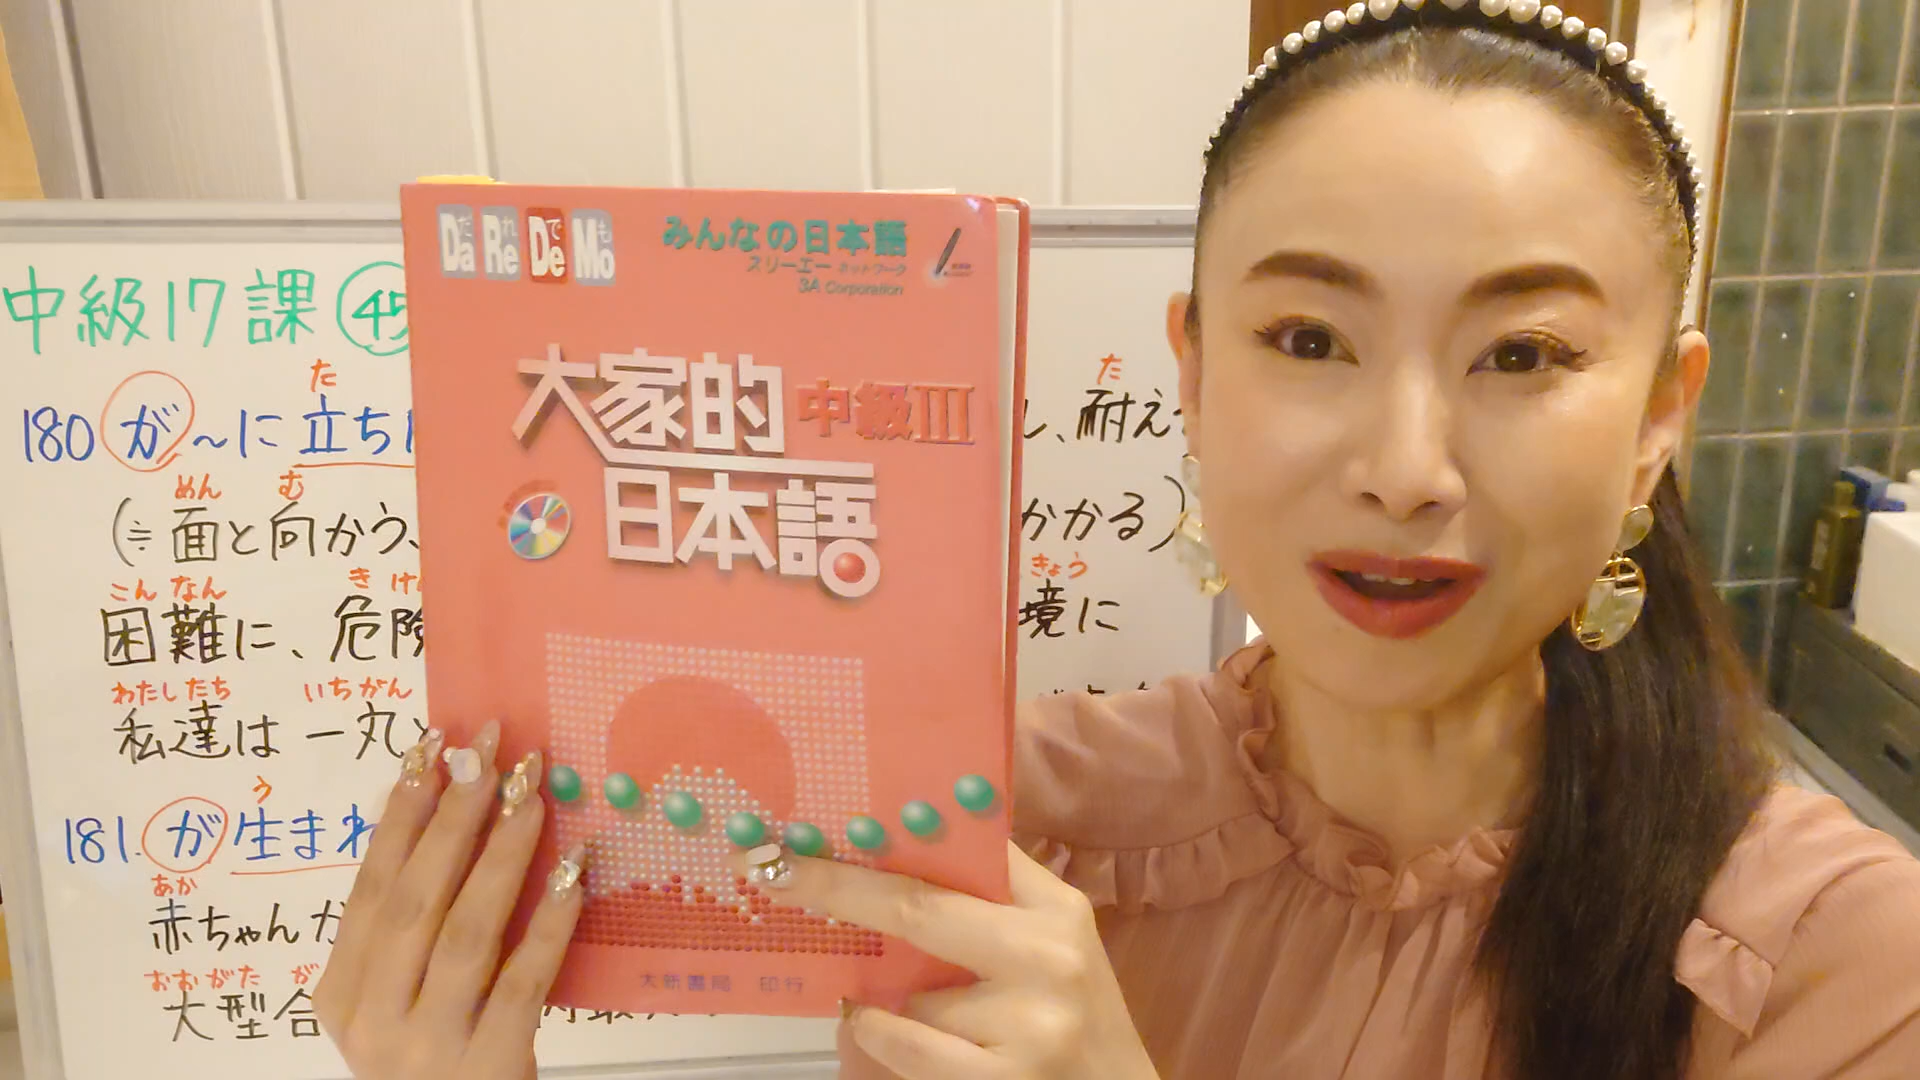 だ れ で も
Da Re De Mo
みんなの日本語
スリーエー ネットワーク
3A Corporation
大家的 中級III
日本語
大新書局 印行
中級17課 45
た
180 が ~に 立ち
た
し、耐え
めん む
(≒ 面と向かう、
かかる)
こん なん き
困難に、危険
きょう
境に
わたしたち いちがん
私達は 一丸と
う
181. が 生まれ
あか
赤ちゃんが
おおがた が
大型合